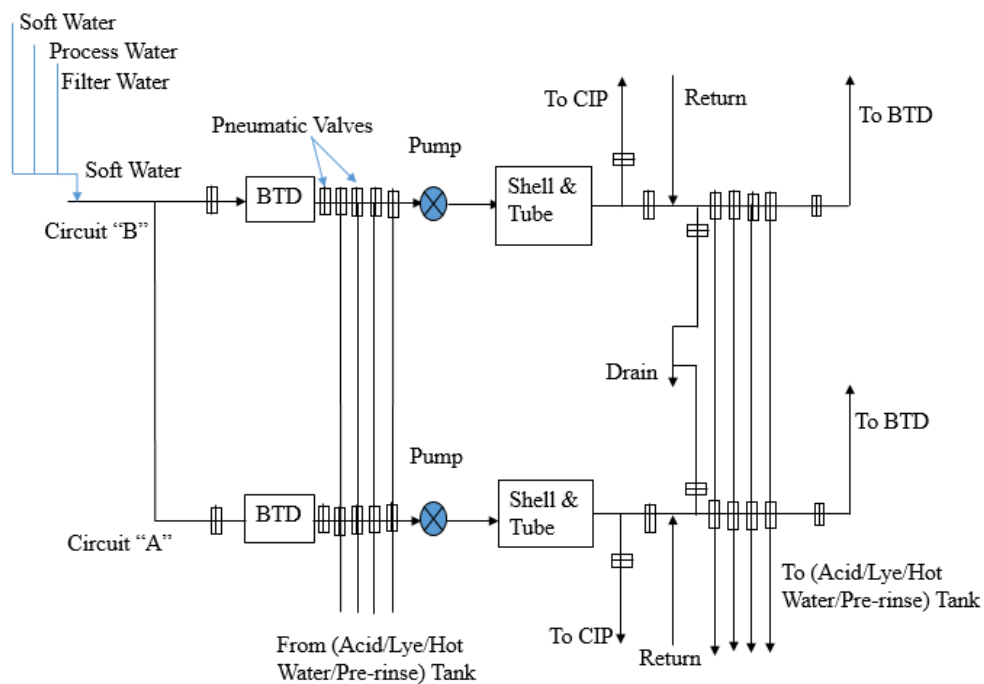 Soft Water
Process Water
Filter Water
Soft Water
Circuit “B”
Pneumatic Valves
BTD
Pump
Shell &
Tube
To CIP
Return
To BTD
Drain
Circuit “A”
BTD
Pump
Shell &
Tube
To BTD
From (Acid/Lye/Hot
Water/Pre-rinse) Tank
To CIP
Return
To (Acid/Lye/Hot
Water/Pre-rinse) Tank